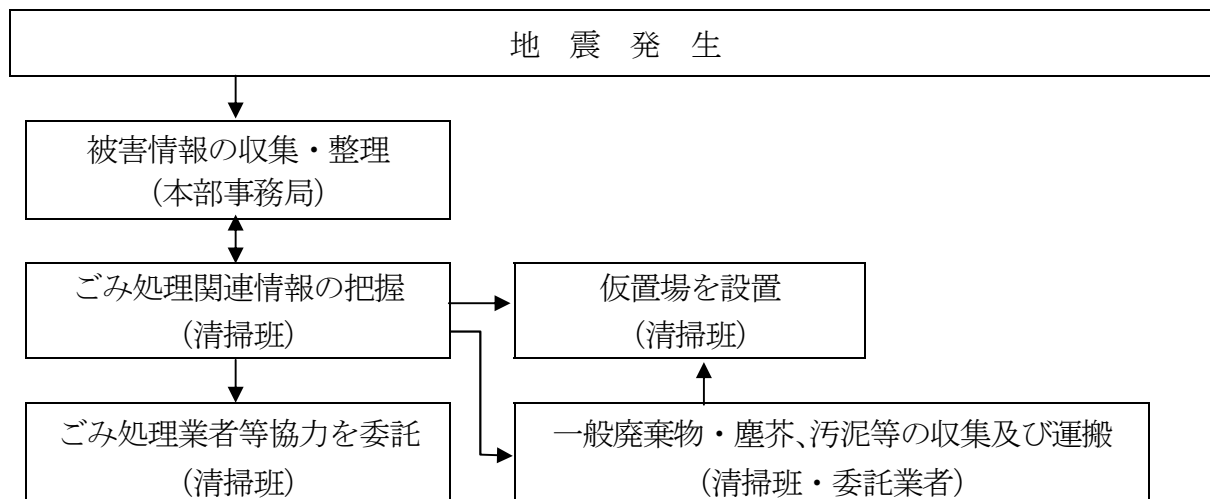 地　震　発　生
被害情報の収集・整理
（本部事務局）
ごみ処理関連情報の把握
（清掃班）
仮置場を設置
（清掃班）
ごみ処理業者等協力を委託
（清掃班）
一般廃棄物・塵芥、汚泥等の収集及び運搬
（清掃班・委託業者）